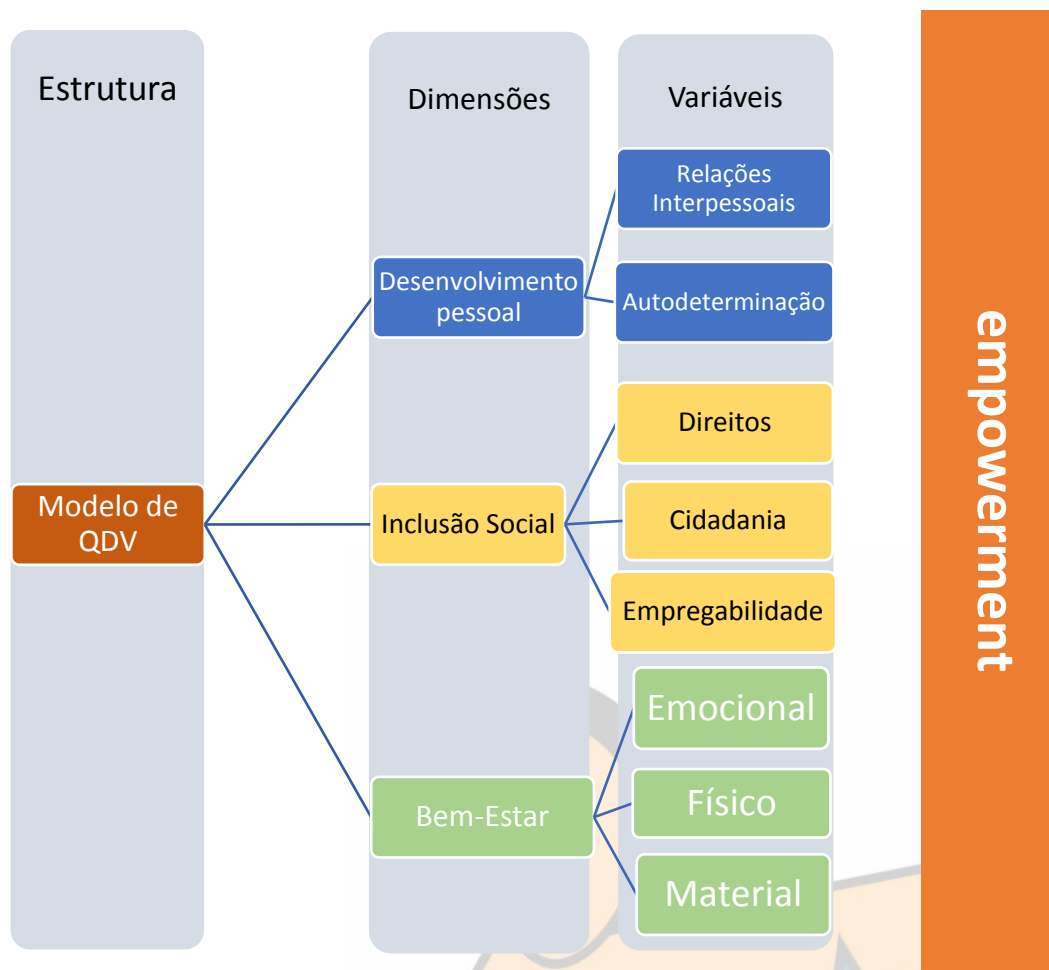 Estrutura
Dimensões
Variáveis
Modelo de
QDV
Desenvolvimento
pessoal
Relações
Interpessoais
Autodeterminação
Inclusão Social
Direitos
Cidadania
Empregabilidade
Bem-Estar
Emocional
Físico
Material
empowerment